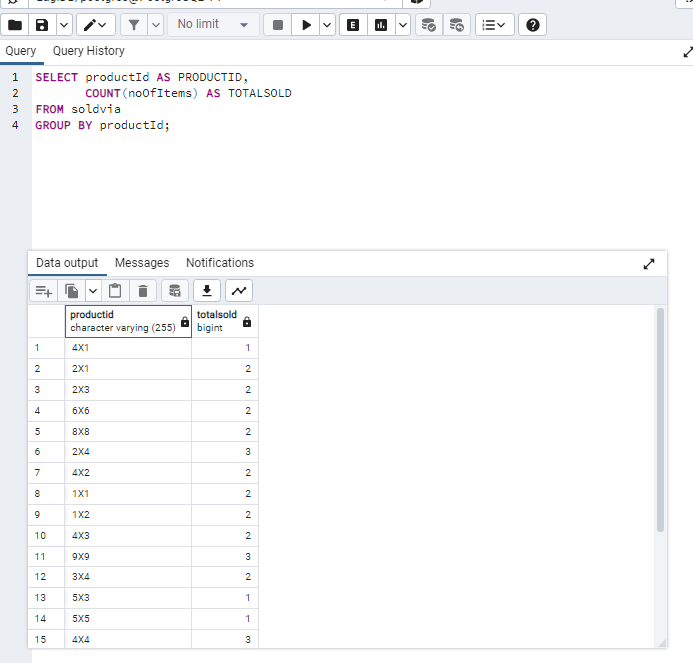 No limit
E
Query
Query History
1 SELECT productId AS PRODUCTID,
2 COUNT(noOfItems) AS TOTALSOLD
3 FROM soldvia
4 GROUP BY productId;
Data output
Messages
Notifications
productid
character varying (255)
totalsold
bigint
1 4X1 1
2 2X1 2
3 2X3 2
4 6X6 2
5 8X8 2
6 2X4 3
7 4X2 2
8 1X1 2
9 1X2 2
10 4X3 2
11 9X9 3
12 3X4 2
13 5X3 1
14 5X5 1
15 4X4 3